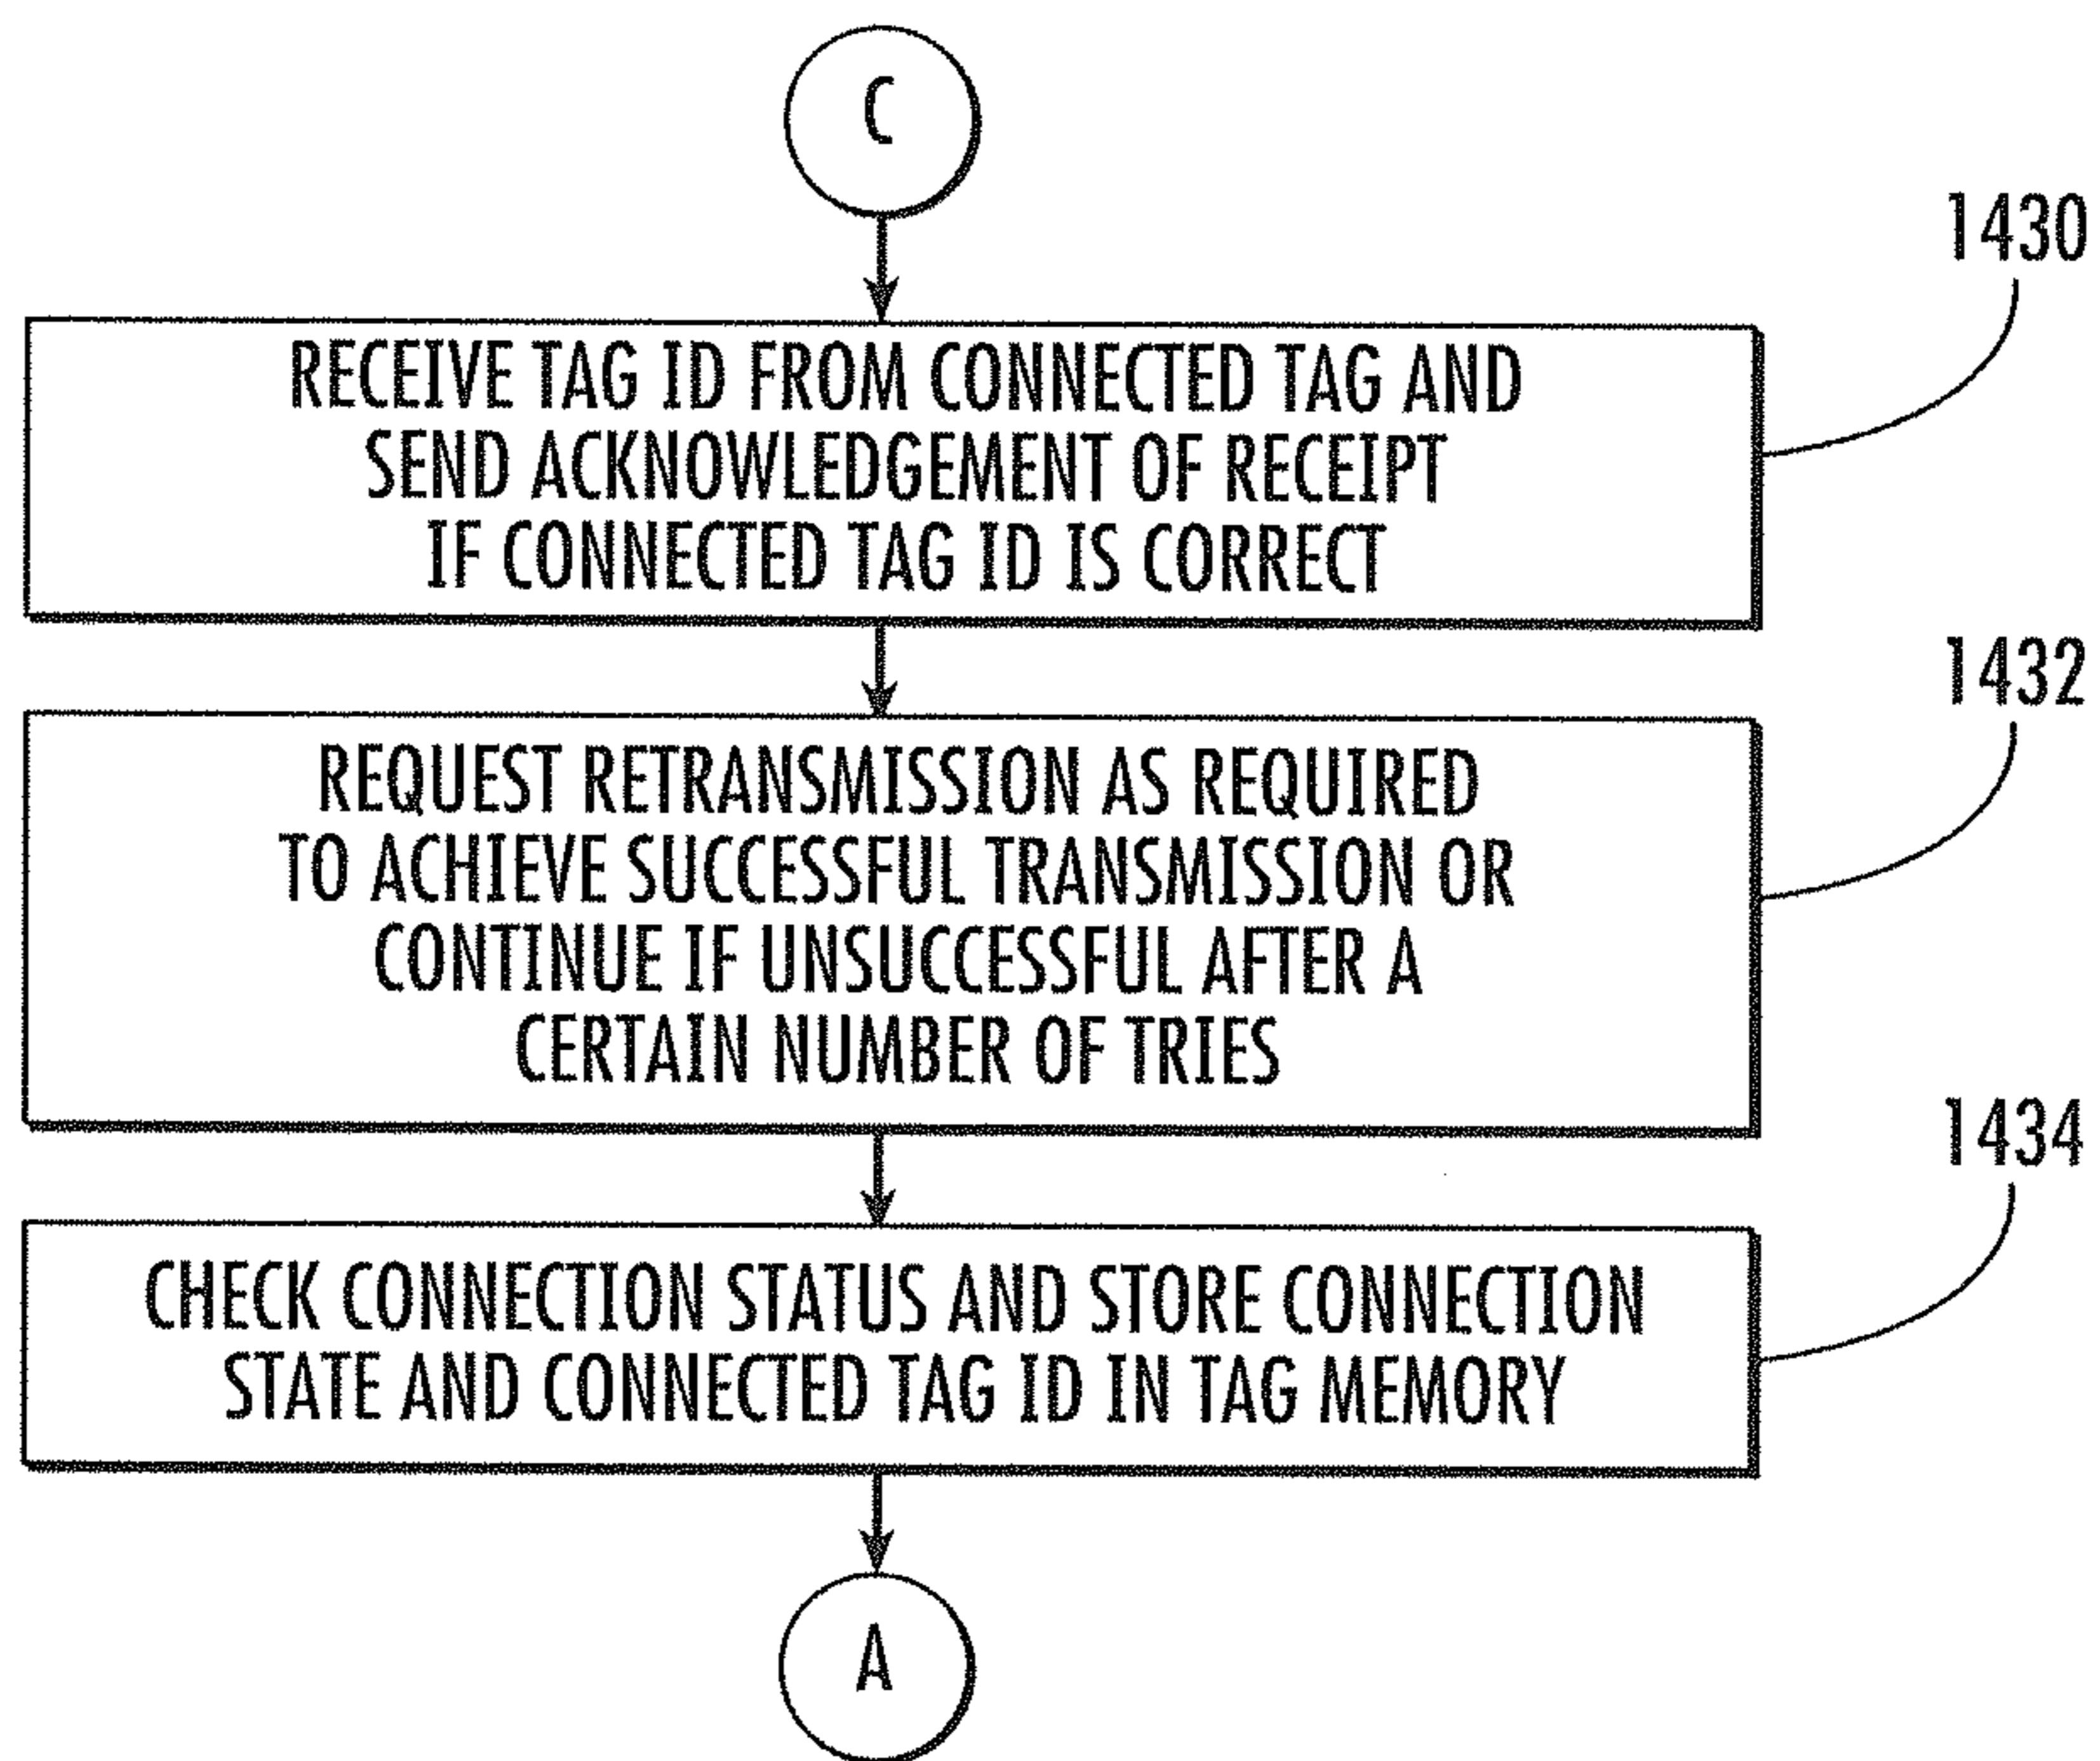 C
1430
RECEIVE TAG ID FROM CONNECTED TAG AND
SEND ACKNOWLEDGEMENT OF RECEIPT
IF CONNECTED TAG ID IS CORRECT
1432
REQUEST RETRANSMISSION AS REQUIRED
TO ACHIEVE SUCCESSFUL TRANSMISSION OR
CONTINUE IF UNSUCCESSFUL AFTER A
CERTAIN NUMBER OF TRIES
1434
CHECK CONNECTION STATUS AND STORE CONNECTION
STATE AND CONNECTED TAG ID IN TAG MEMORY
A